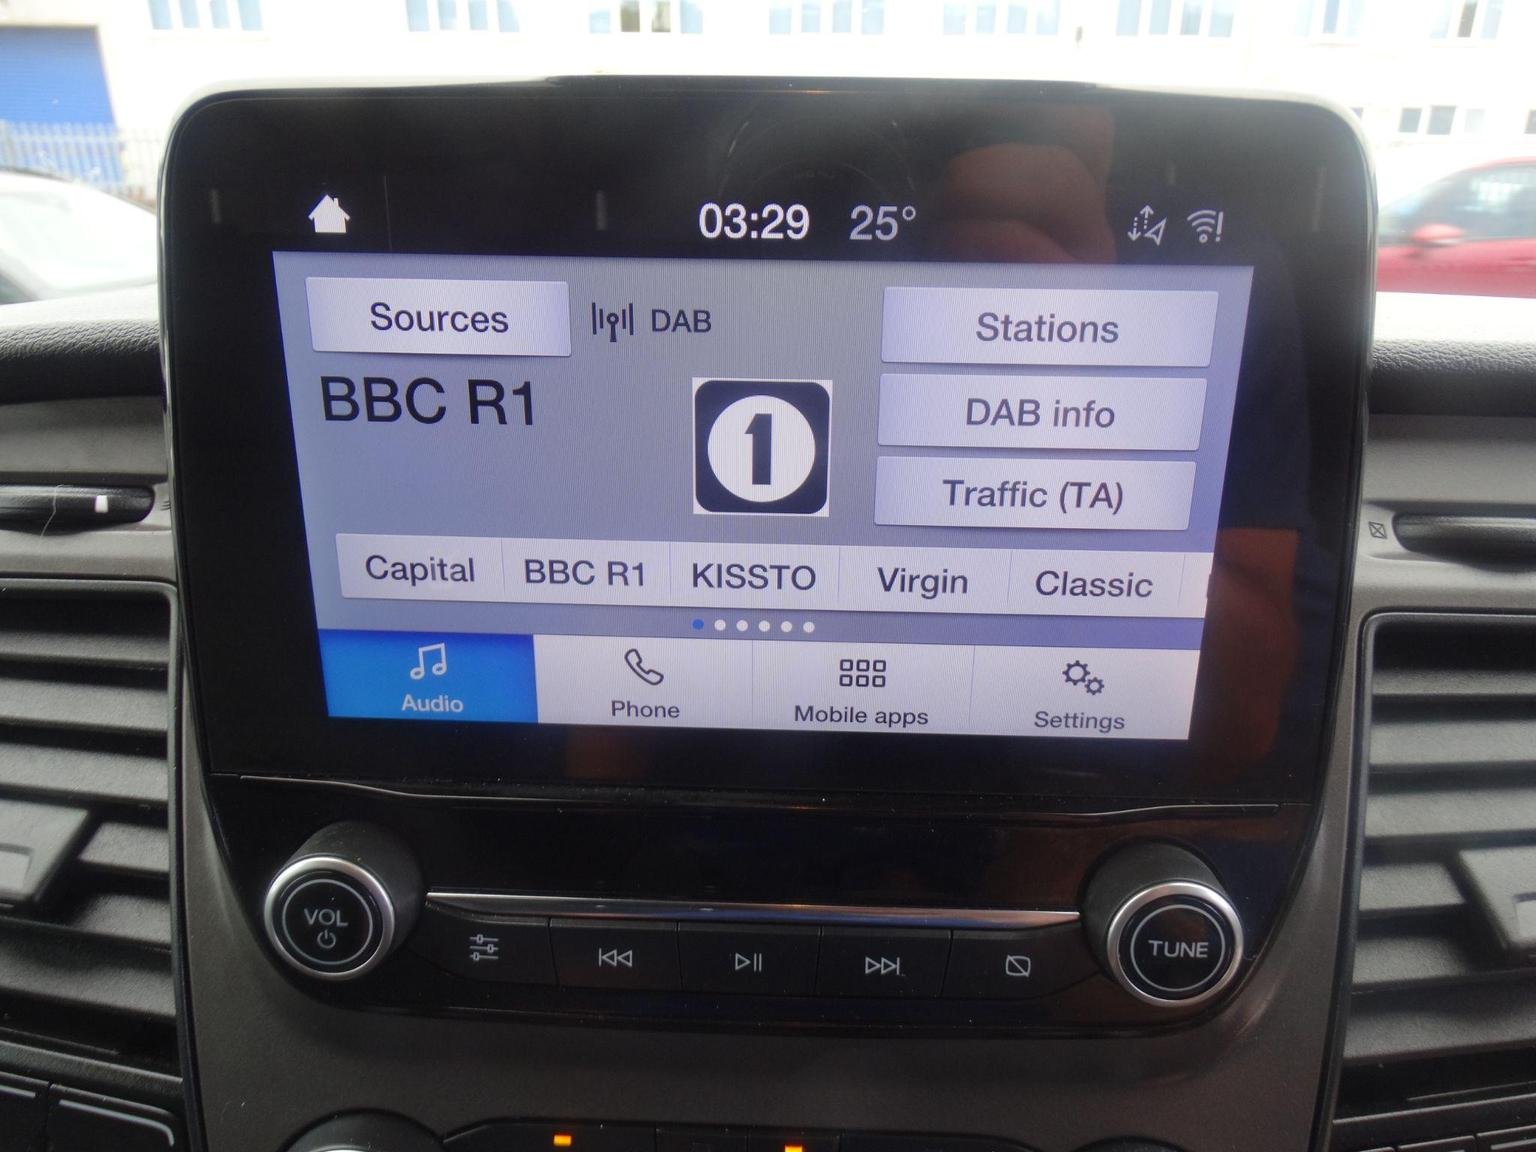 03:29 25°
Sources DAB Stations
BBC R1
1
DAB info
Traffic (TA)
Capital BBC R1 KISSTO Virgin Classic
Audio Phone Mobile apps Settings
VOL
TUNE